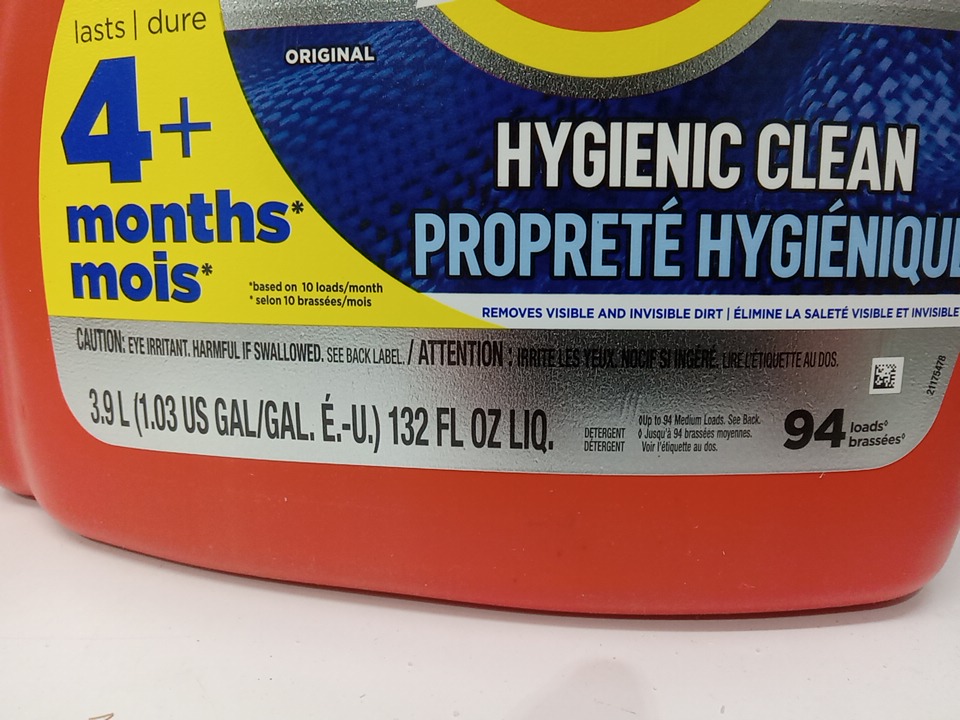 lasts | dure
4+
months*
mois*
*based on 10 loads/month
* selon 10 brassées/mois
ORIGINAL
HYGIENIC CLEAN
PROPRETÉ HYGIÉNIQU
REMOVES VISIBLE AND INVISIBLE DIRT | ÉLIMINE LA SALETÉ VISIBLE ET INVISIBLE
CAUTION: EYE IRRITANT. HARMFUL IF SWALLOWED. SEE BACK LABEL. / ATTENTION : IRRITE LES YEUX. NOCIF SI INGÉRÉ. LIRE L'ÉTIQUETTE AU DOS.
21175478
3.9 L (1.03 US GAL/GAL. É.-U.) 132 FL OZ LIQ.
DETERGENT
DÉTERGENT
◊Up to 94 Medium Loads. See Back.
◊ Jusqu'à 94 brassées moyennes.
Voir l'étiquette au dos.
94 loads◊
brassées◊